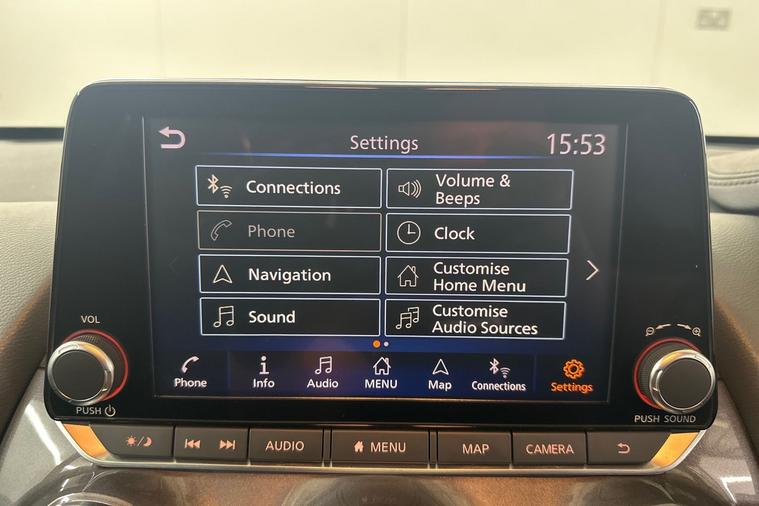 Settings
15:53
Connections
Volume &
Beeps
Phone
Clock
Navigation
Customise
Home Menu
Sound
Customise
Audio Sources
VOL
PUSH
PUSH SOUND
Phone
Info
Audio
MENU
Map
Connections
Settings
AUDIO
MENU
MAP
CAMERA